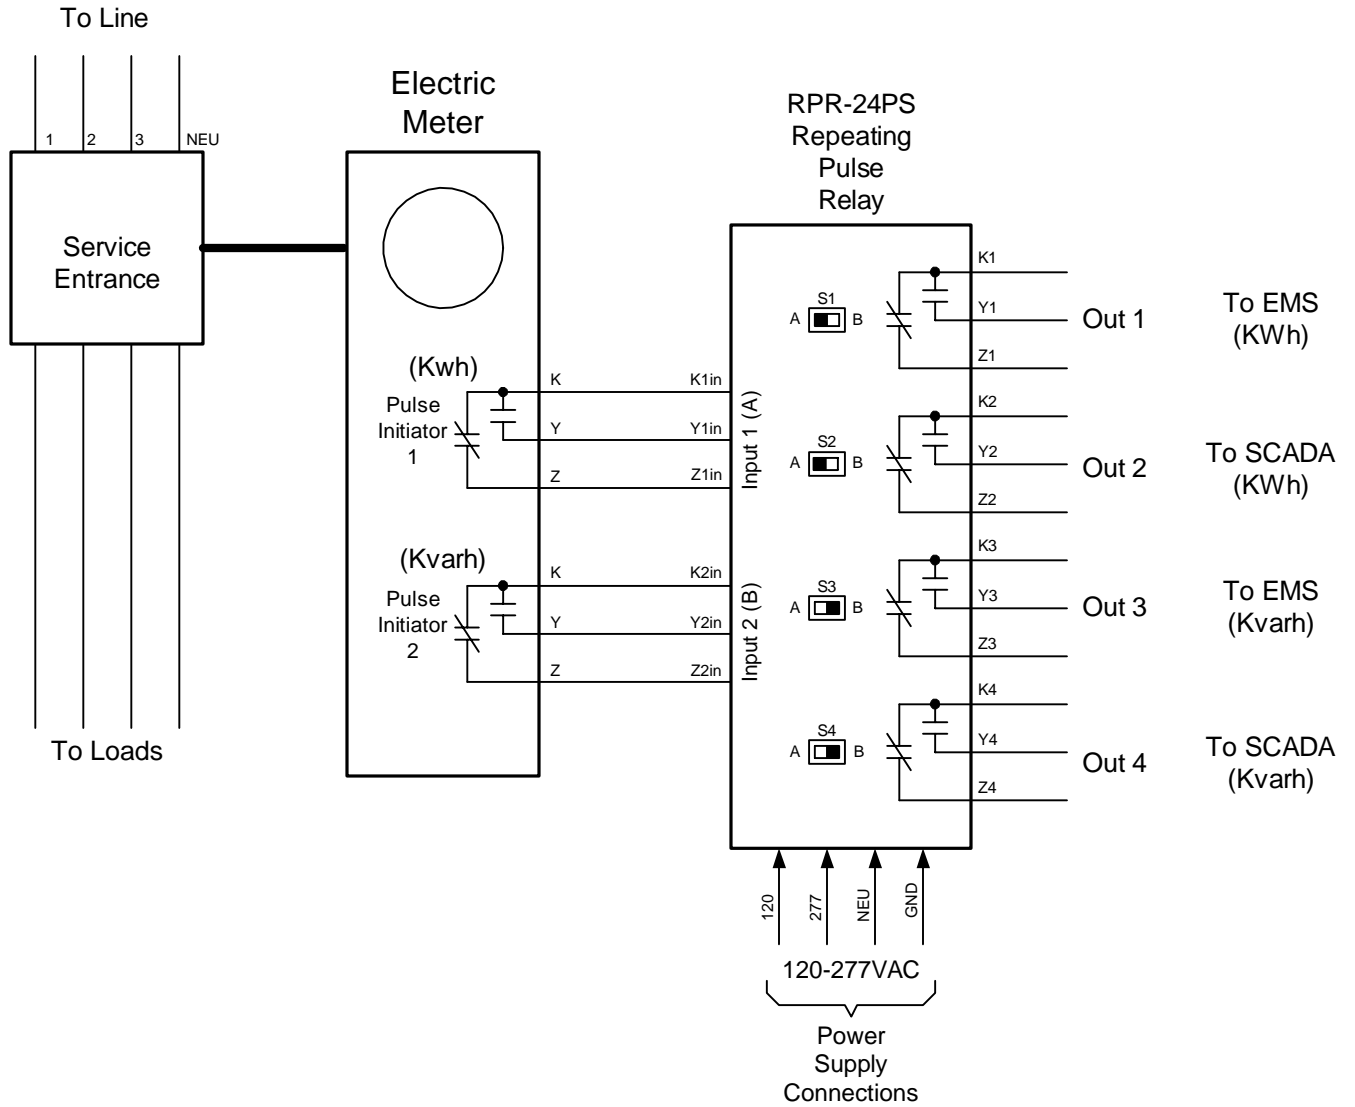 To Line
1
2
3
NEU
Service
Entrance
To Loads
Electric
Meter
(Kwh)
Pulse
Initiator
1
K
Y
Z
(Kvarh)
Pulse
Initiator
2
K
Y
Z
K1in
Y1in
Z1in
K2in
Y2in
Z2in
RPR-24PS
Repeating
Pulse
Relay
Input 1 (A)
Input 2 (B)
S1
A B
S2
A B
S3
A B
S4
A B
K1
Y1
Z1
K2
Y2
Z2
K3
Y3
Z3
K4
Y4
Z4
Out 1
Out 2
Out 3
Out 4
To EMS
(KWh)
To SCADA
(KWh)
To EMS
(Kvarh)
To SCADA
(Kvarh)
120
277
NEU
GND
120-277VAC
Power
Supply
Connections